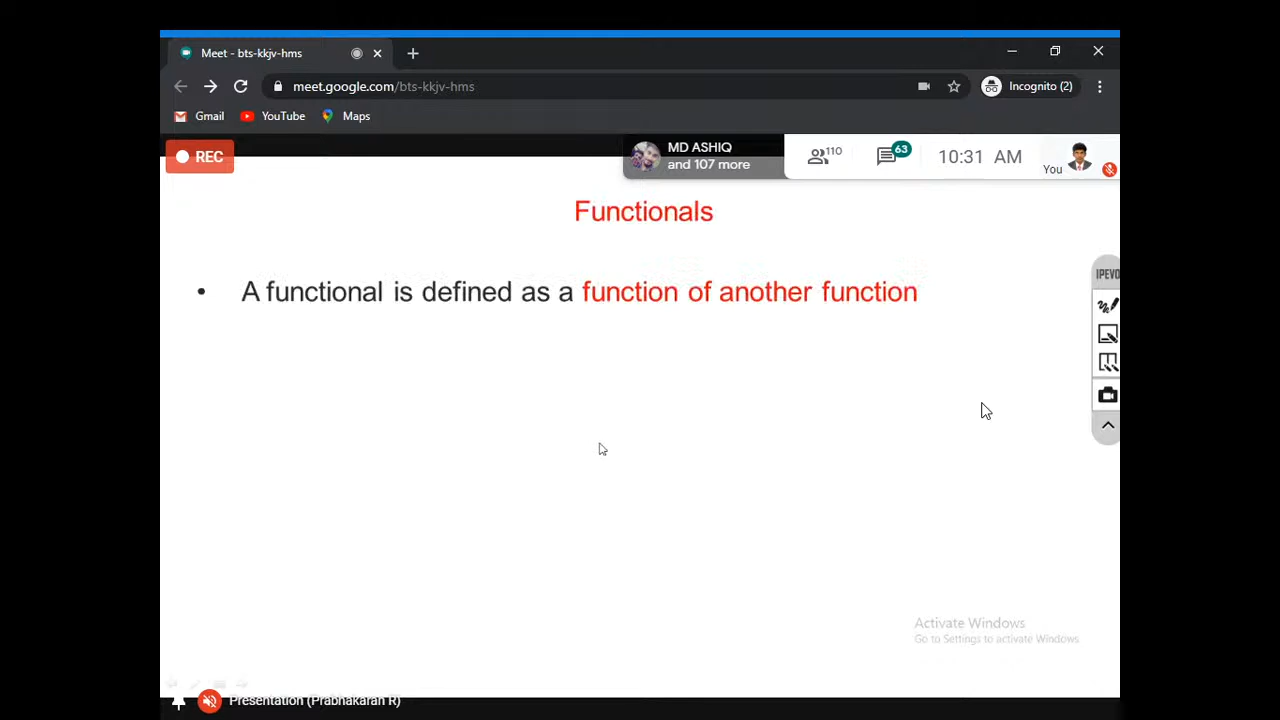 Meet - bts-kkjv-hms
meet.google.com/bts-kkjv-hms
Incognito (2)
Gmail
YouTube
Maps
REC
MD ASHIQ
and 107 more
110
63
10:31 AM
You
Functionals
IPEVO
• A functional is defined as a function of another function
Activate Windows
Go to Settings to activate Windows
Presentation (Prabhakaran R)